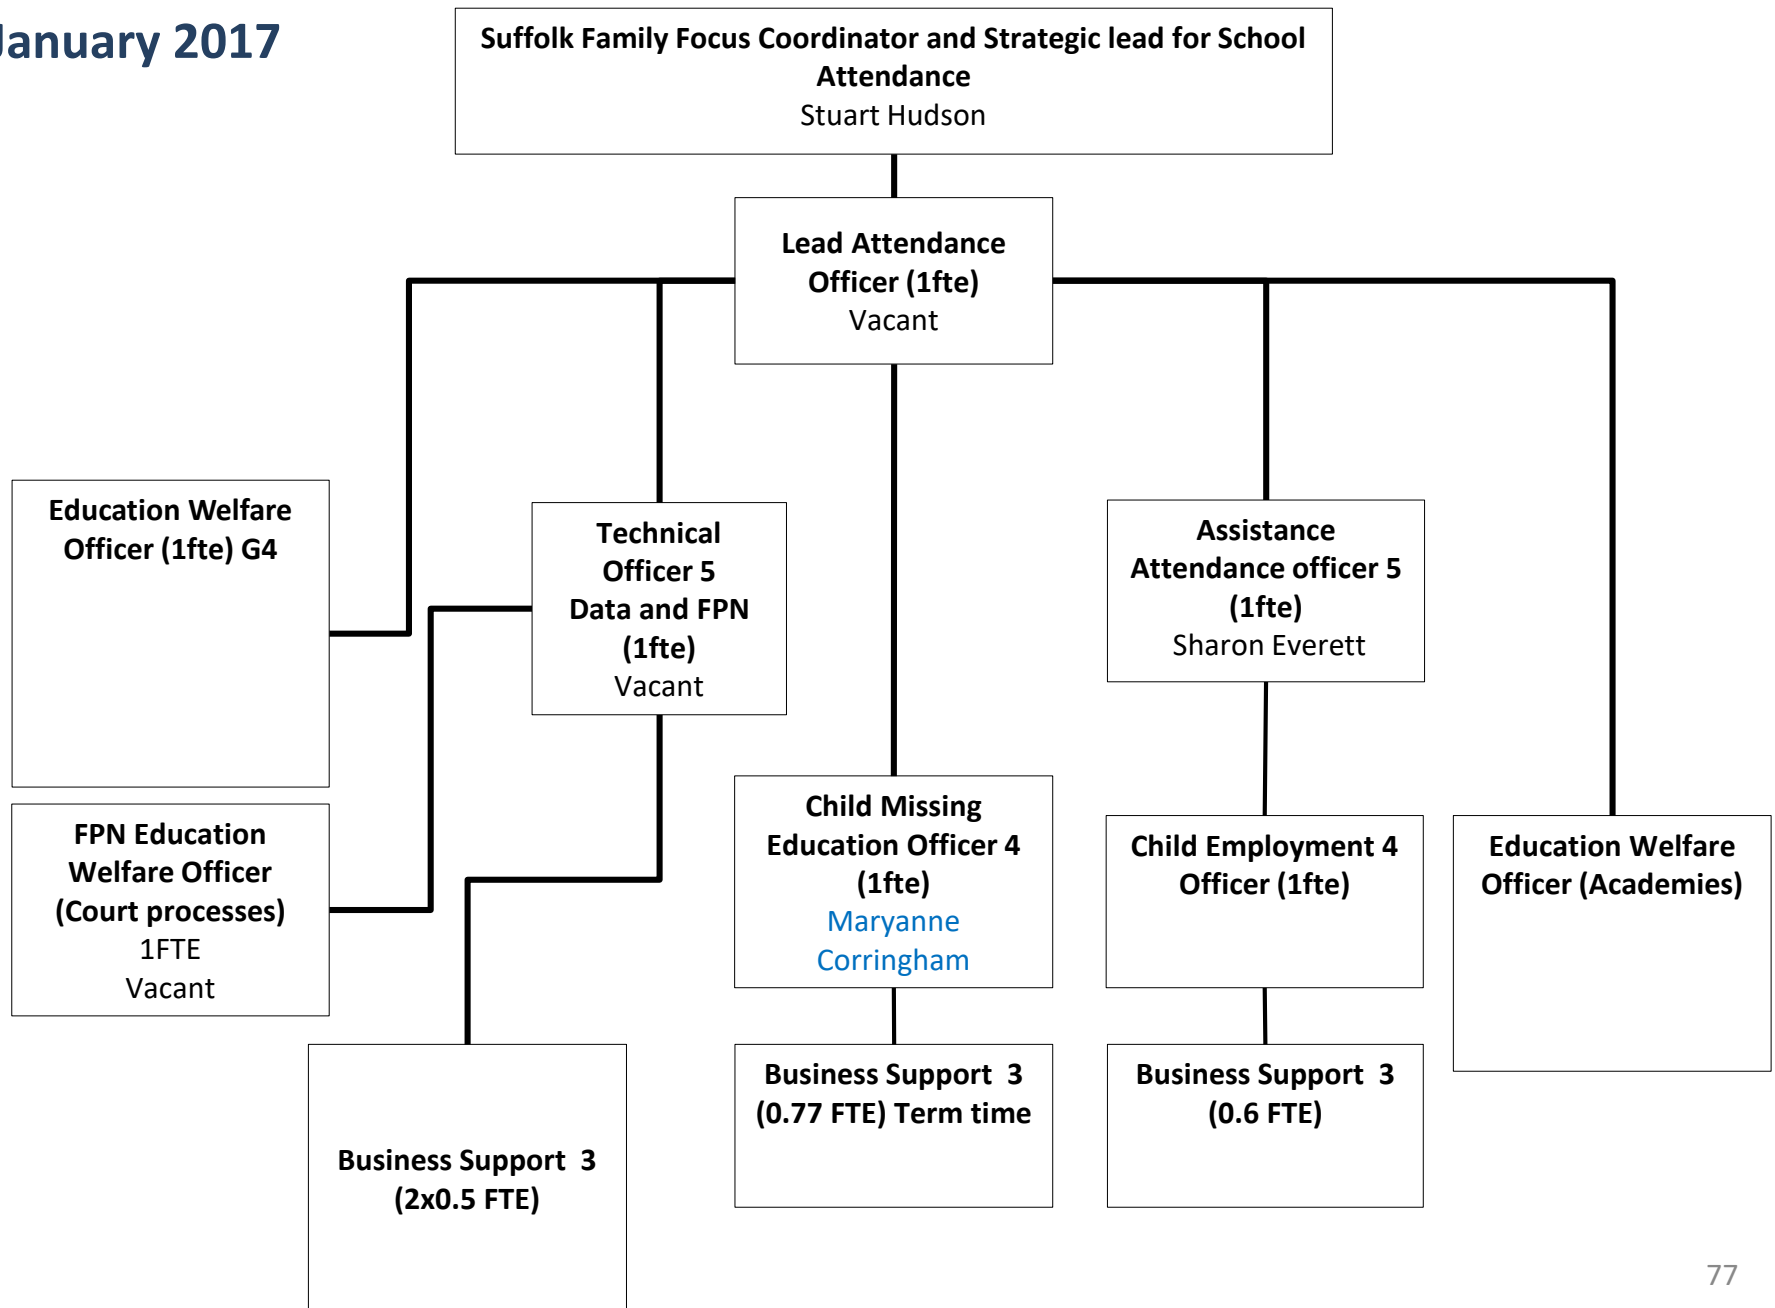 January 2017
Suffolk Family Focus Coordinator and Strategic lead for School
Attendance
Stuart Hudson
Lead Attendance
Officer (1fte)
Vacant
Education Welfare
Officer (1fte) G4
Technical
Officer 5
Data and FPN
(1fte)
Vacant
Assistance
Attendance officer 5
(1fte)
Sharon Everett
FPN Education
Welfare Officer
(Court processes)
1FTE
Vacant
Child Missing
Education Officer 4
(1fte)
Maryanne
Corringham
Child Employment 4
Officer (1fte)
Education Welfare
Officer (Academies)
Business Support  3
(2x0.5 FTE)
Business Support  3
(0.77 FTE) Term time
Business Support  3
(0.6 FTE)
77